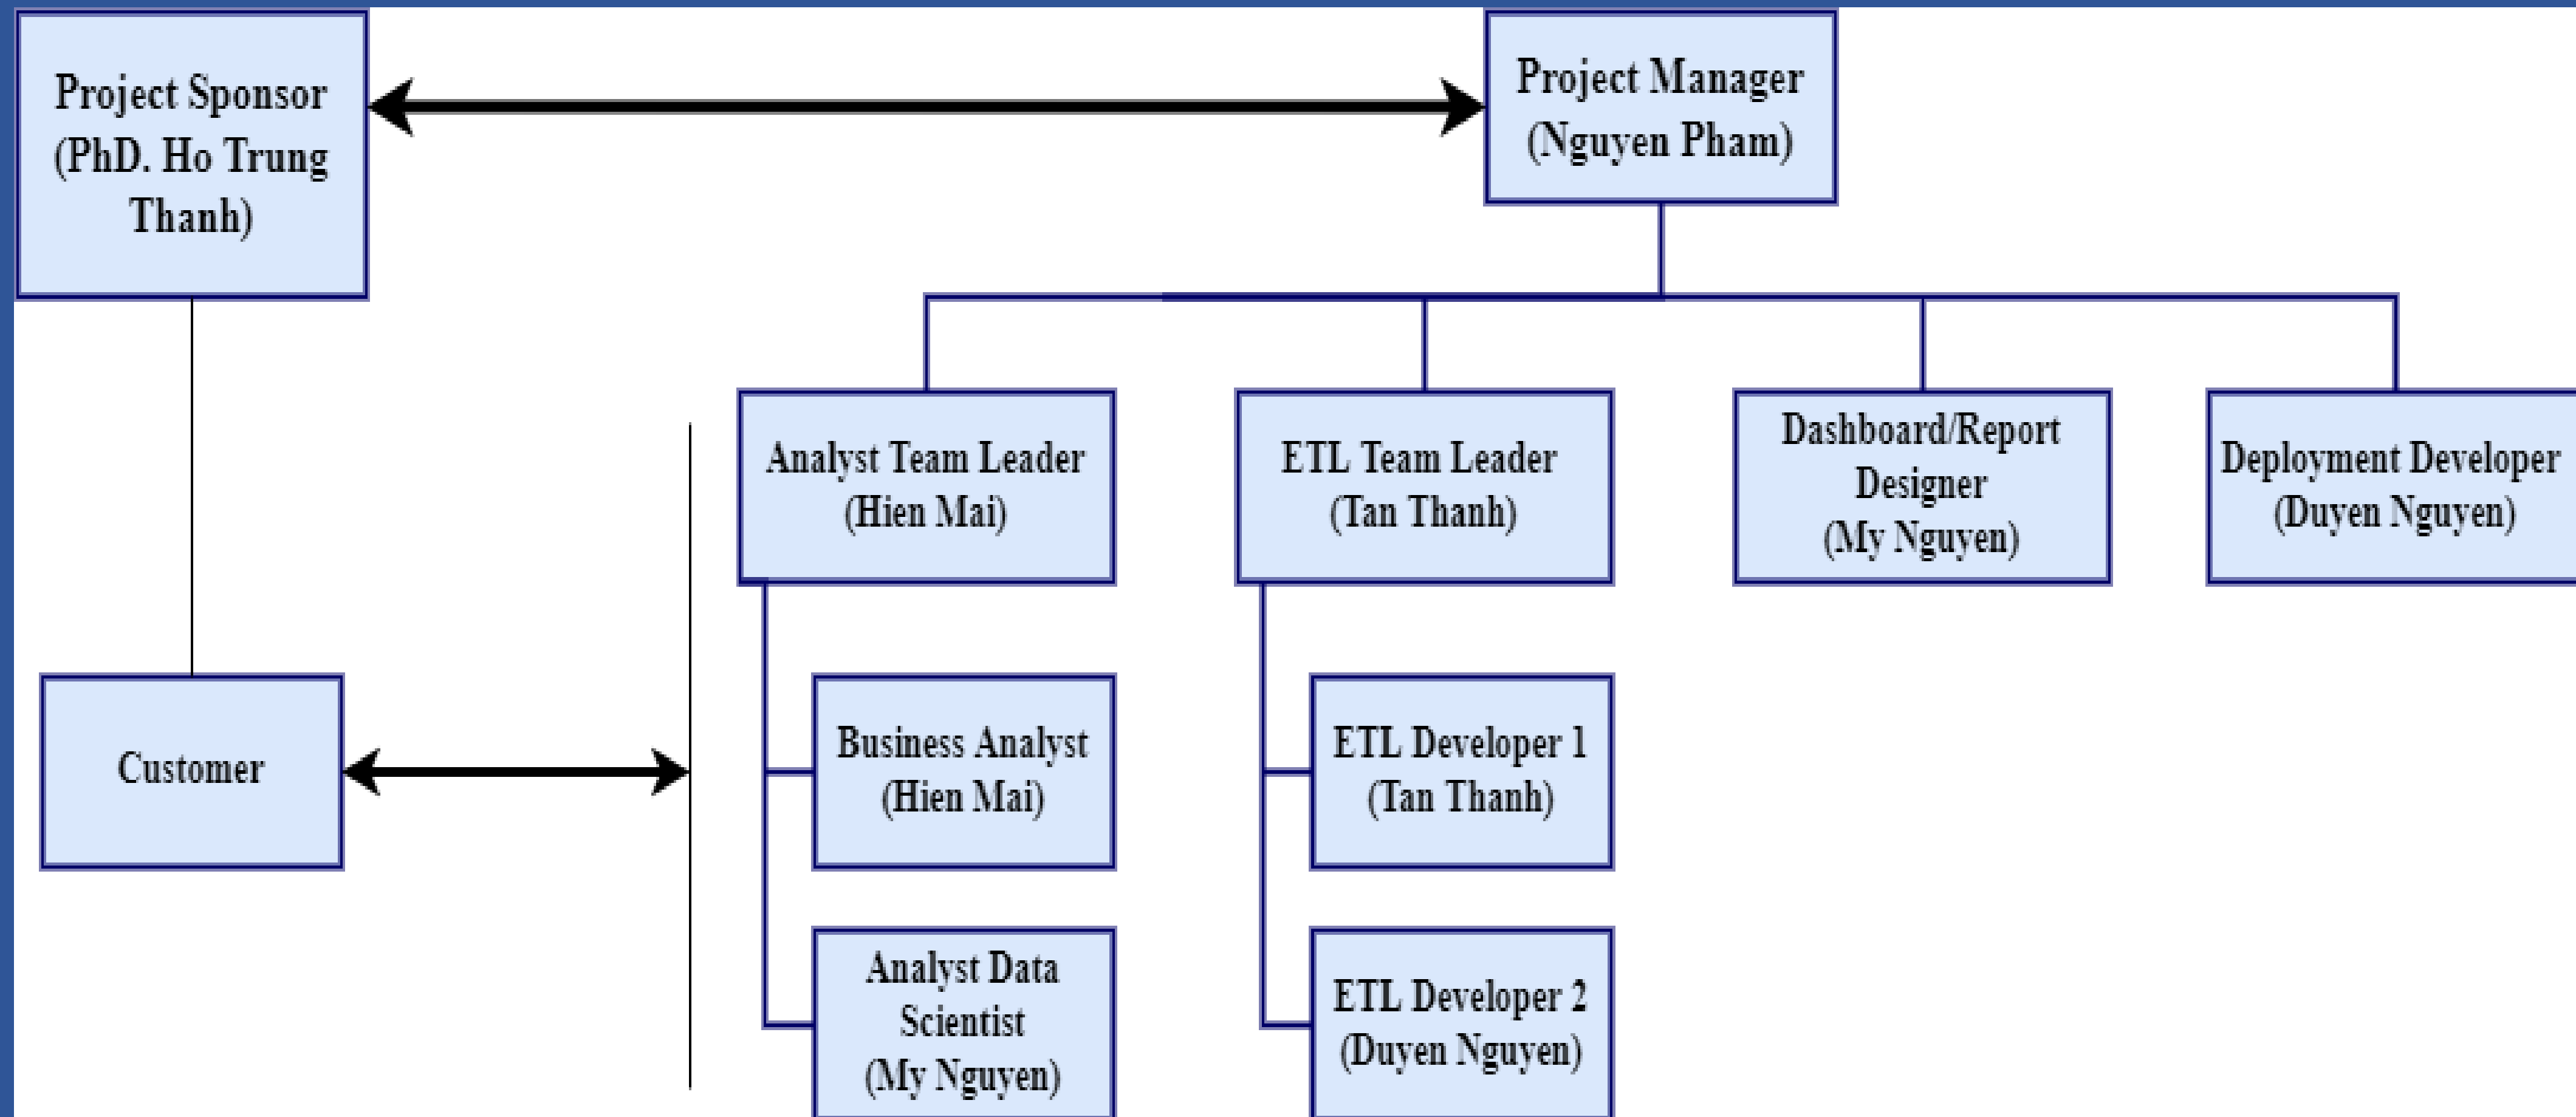 Project Sponsor
(PhD. Ho Trung
Thanh)
Project Manager
(Nguyen Pham)
Analyst Team Leader
(Hien Mai)
ETL Team Leader
(Tan Thanh)
Dashboard/Report
Designer
(My Nguyen)
Deployment Developer
(Duyen Nguyen)
Customer
Business Analyst
(Hien Mai)
ETL Developer 1
(Tan Thanh)
Analyst Data
Scientist
(My Nguyen)
ETL Developer 2
(Duyen Nguyen)